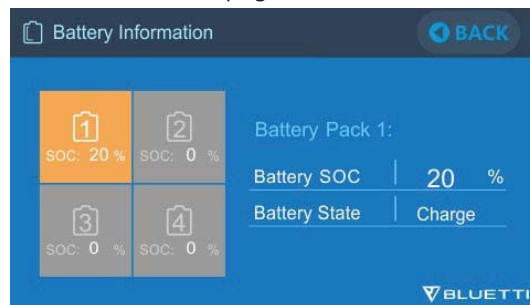 Battery Information
BACK
1
SOC: 20 %
2
SOC: 0 %
3
SOC: 0 %
4
SOC: 0 %
Battery Pack 1:
Battery SOC 20 %
Battery State Charge
BLUETTI